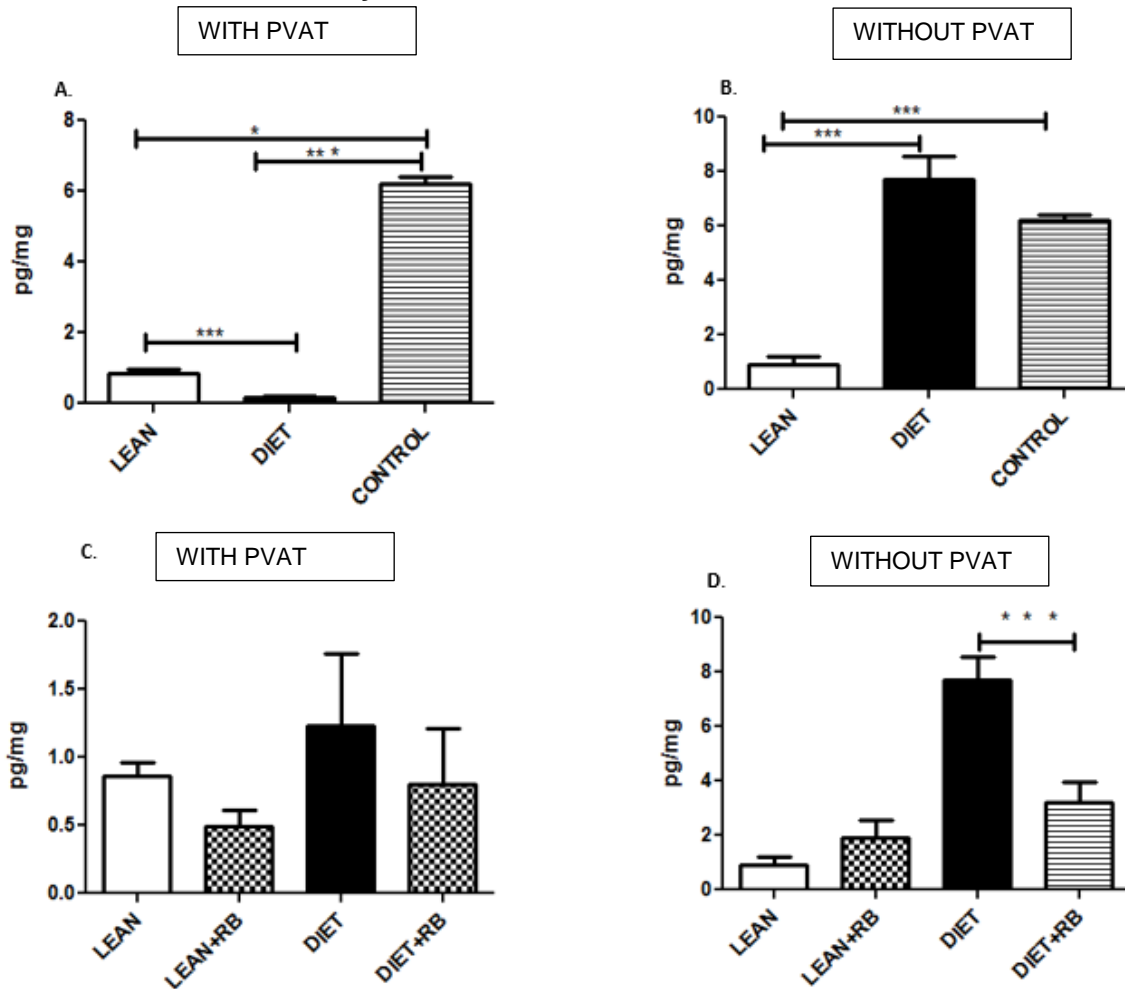 WITH PVAT
WITHOUT PVAT
A.
8
6
4
2
0
pg/mg
*
** *
***
LEAN
DIET
CONTROL
B.
10
8
6
4
2
0
pg/mg
***
***
LEAN
DIET
CONTROL
C.
WITH PVAT
2.0
1.5
1.0
0.5
0.0
pg/mg
LEAN
LEAN+RB
DIET
DIET+RB
WITHOUT PVAT
D.
10
8
6
4
2
0
pg/mg
* * *
LEAN
LEAN+RB
DIET
DIET+RB